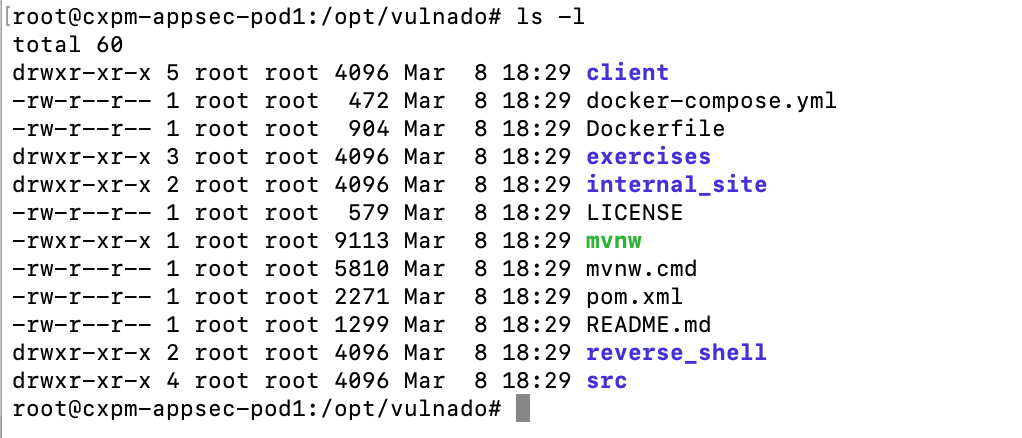 [root@cxpm-appsec-pod1:/opt/vulnado# ls -l
total 60
drwxr-xr-x 5 root root 4096 Mar  8 18:29 client
-rw-r--r-- 1 root root  472 Mar  8 18:29 docker-compose.yml
-rw-r--r-- 1 root root  904 Mar  8 18:29 Dockerfile
drwxr-xr-x 3 root root 4096 Mar  8 18:29 exercises
drwxr-xr-x 2 root root 4096 Mar  8 18:29 internal_site
-rw-r--r-- 1 root root  579 Mar  8 18:29 LICENSE
-rwxr-xr-x 1 root root 9113 Mar  8 18:29 mvnw
-rw-r--r-- 1 root root 5810 Mar  8 18:29 mvnw.cmd
-rw-r--r-- 1 root root 2271 Mar  8 18:29 pom.xml
-rw-r--r-- 1 root root 1299 Mar  8 18:29 README.md
drwxr-xr-x 2 root root 4096 Mar  8 18:29 reverse_shell
drwxr-xr-x 4 root root 4096 Mar  8 18:29 src
root@cxpm-appsec-pod1:/opt/vulnado#